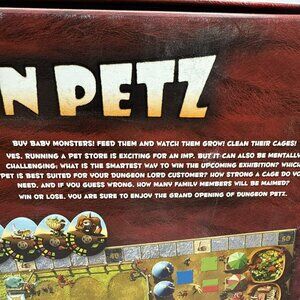 N PETZ
BUY BABY MONSTERS! FEED THEM AND WATCH THEM GROW! CLEAN THEIR CAGES!
YES, RUNNING A PET STORE IS EXCITING FOR AN IMP. BUT IT CAN ALSO BE MENTALLY
CHALLENGING: WHAT IS THE SMARTEST WAY TO WIN THE UPCOMING EXHIBITION? WHICH
PET IS BEST SUITED FOR YOUR DUNGEON LORD CUSTOMER? HOW STRONG A CAGE DO YO
NEED, AND IF YOU GUESS WRONG, HOW MANY FAMILY MEMBERS WILL BE MAIMED?
WIN OR LOSE, YOU ARE SURE TO ENJOY THE GRAND OPENING OF DUNGEON PETZ.
40
50